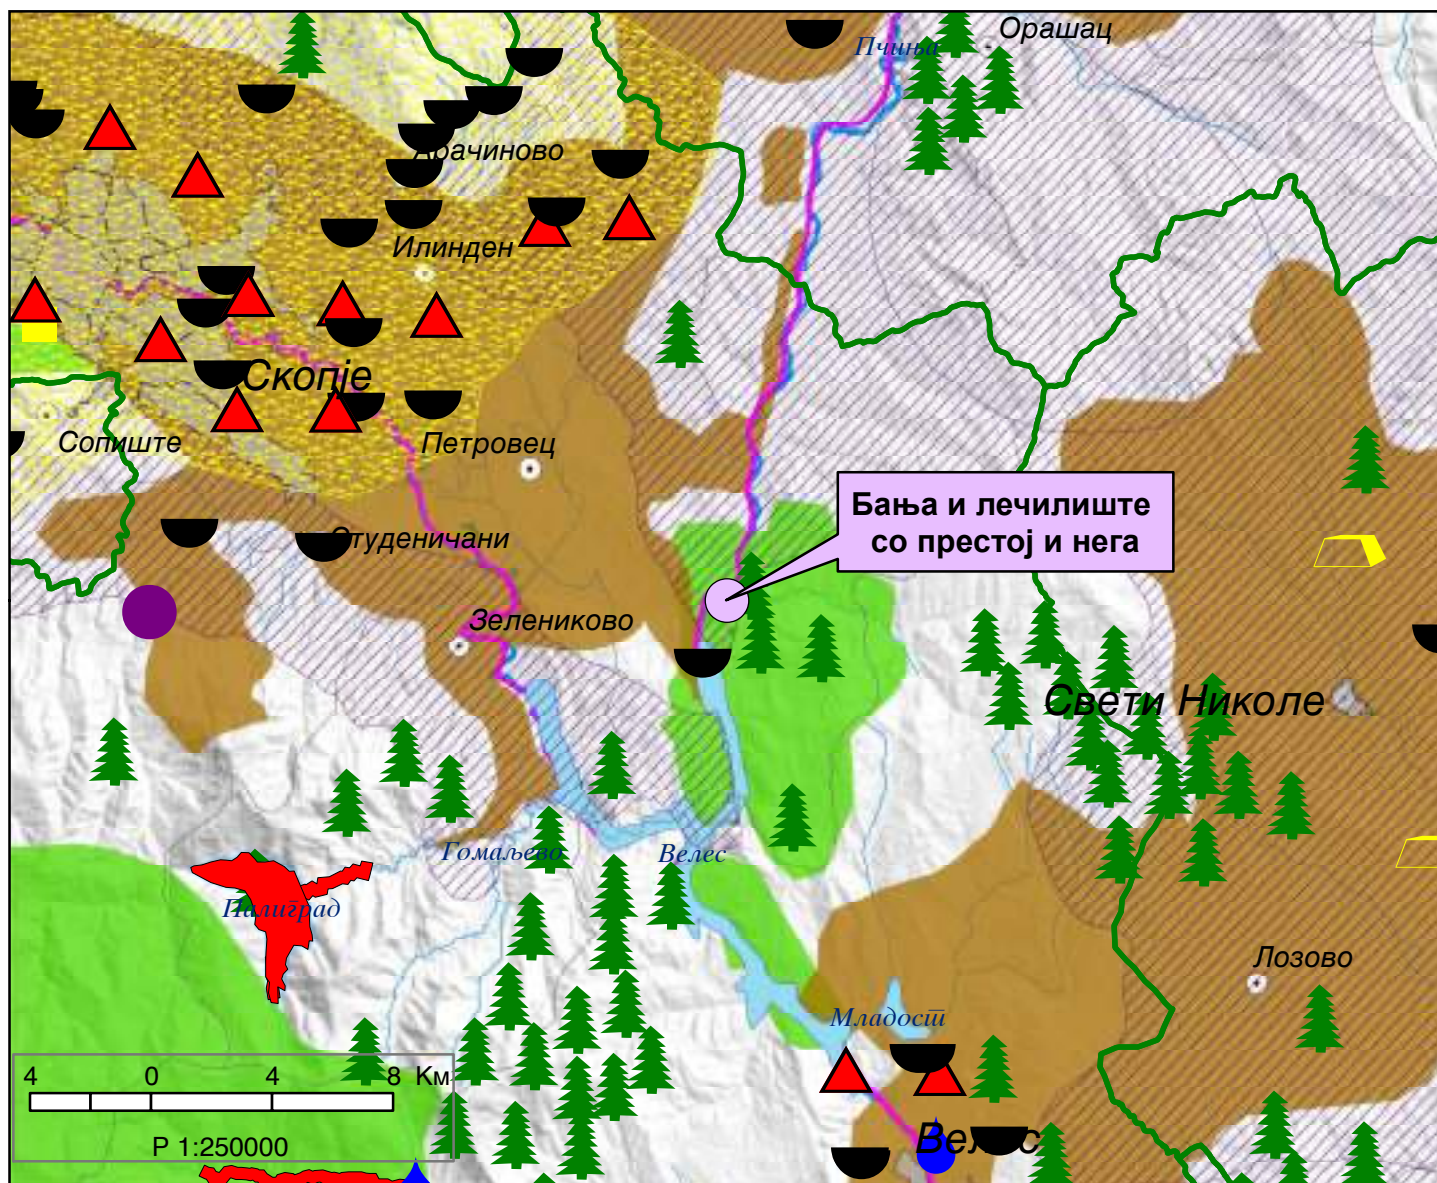 Орашац
Пчиња
Арачиново
Илинден
Скопје
Сопиште
Петровец
Бања и лечилиште
со престој и нега
Студеничани
Зелениково
Свети Николе
Гомаљево
Велес
Палиград
Лозово
Младост
4 0 4 8 Км
Р 1:250000
Велес